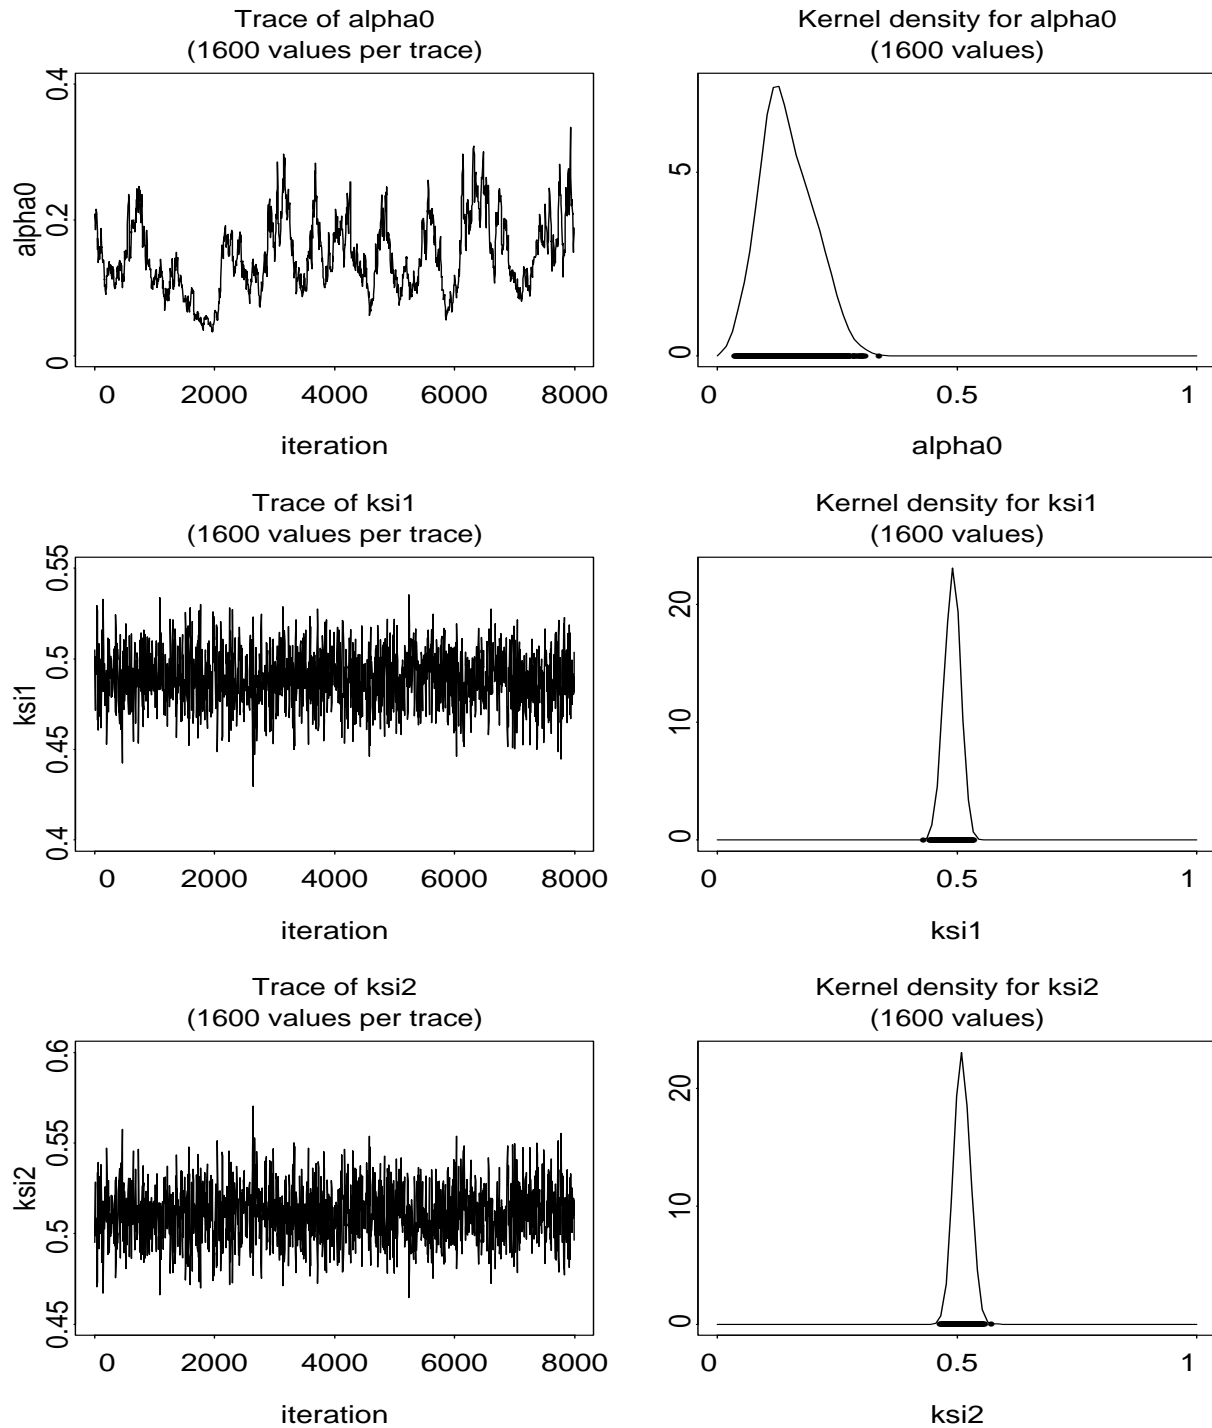 Trace of alpha0
(1600 values per trace)
alpha0
0.4
0.2
0
0 2000 4000 6000 8000
iteration
Kernel density for alpha0
(1600 values)
5
0
0 0.5 1
alpha0
Trace of ksi1
(1600 values per trace)
ksi1
0.55
0.5
0.45
0.4
0 2000 4000 6000 8000
iteration
Kernel density for ksi1
(1600 values)
20
10
0
0 0.5 1
ksi1
Trace of ksi2
(1600 values per trace)
ksi2
0.6
0.55
0.5
0.45
0 2000 4000 6000 8000
iteration
Kernel density for ksi2
(1600 values)
20
10
0
0 0.5 1
ksi2